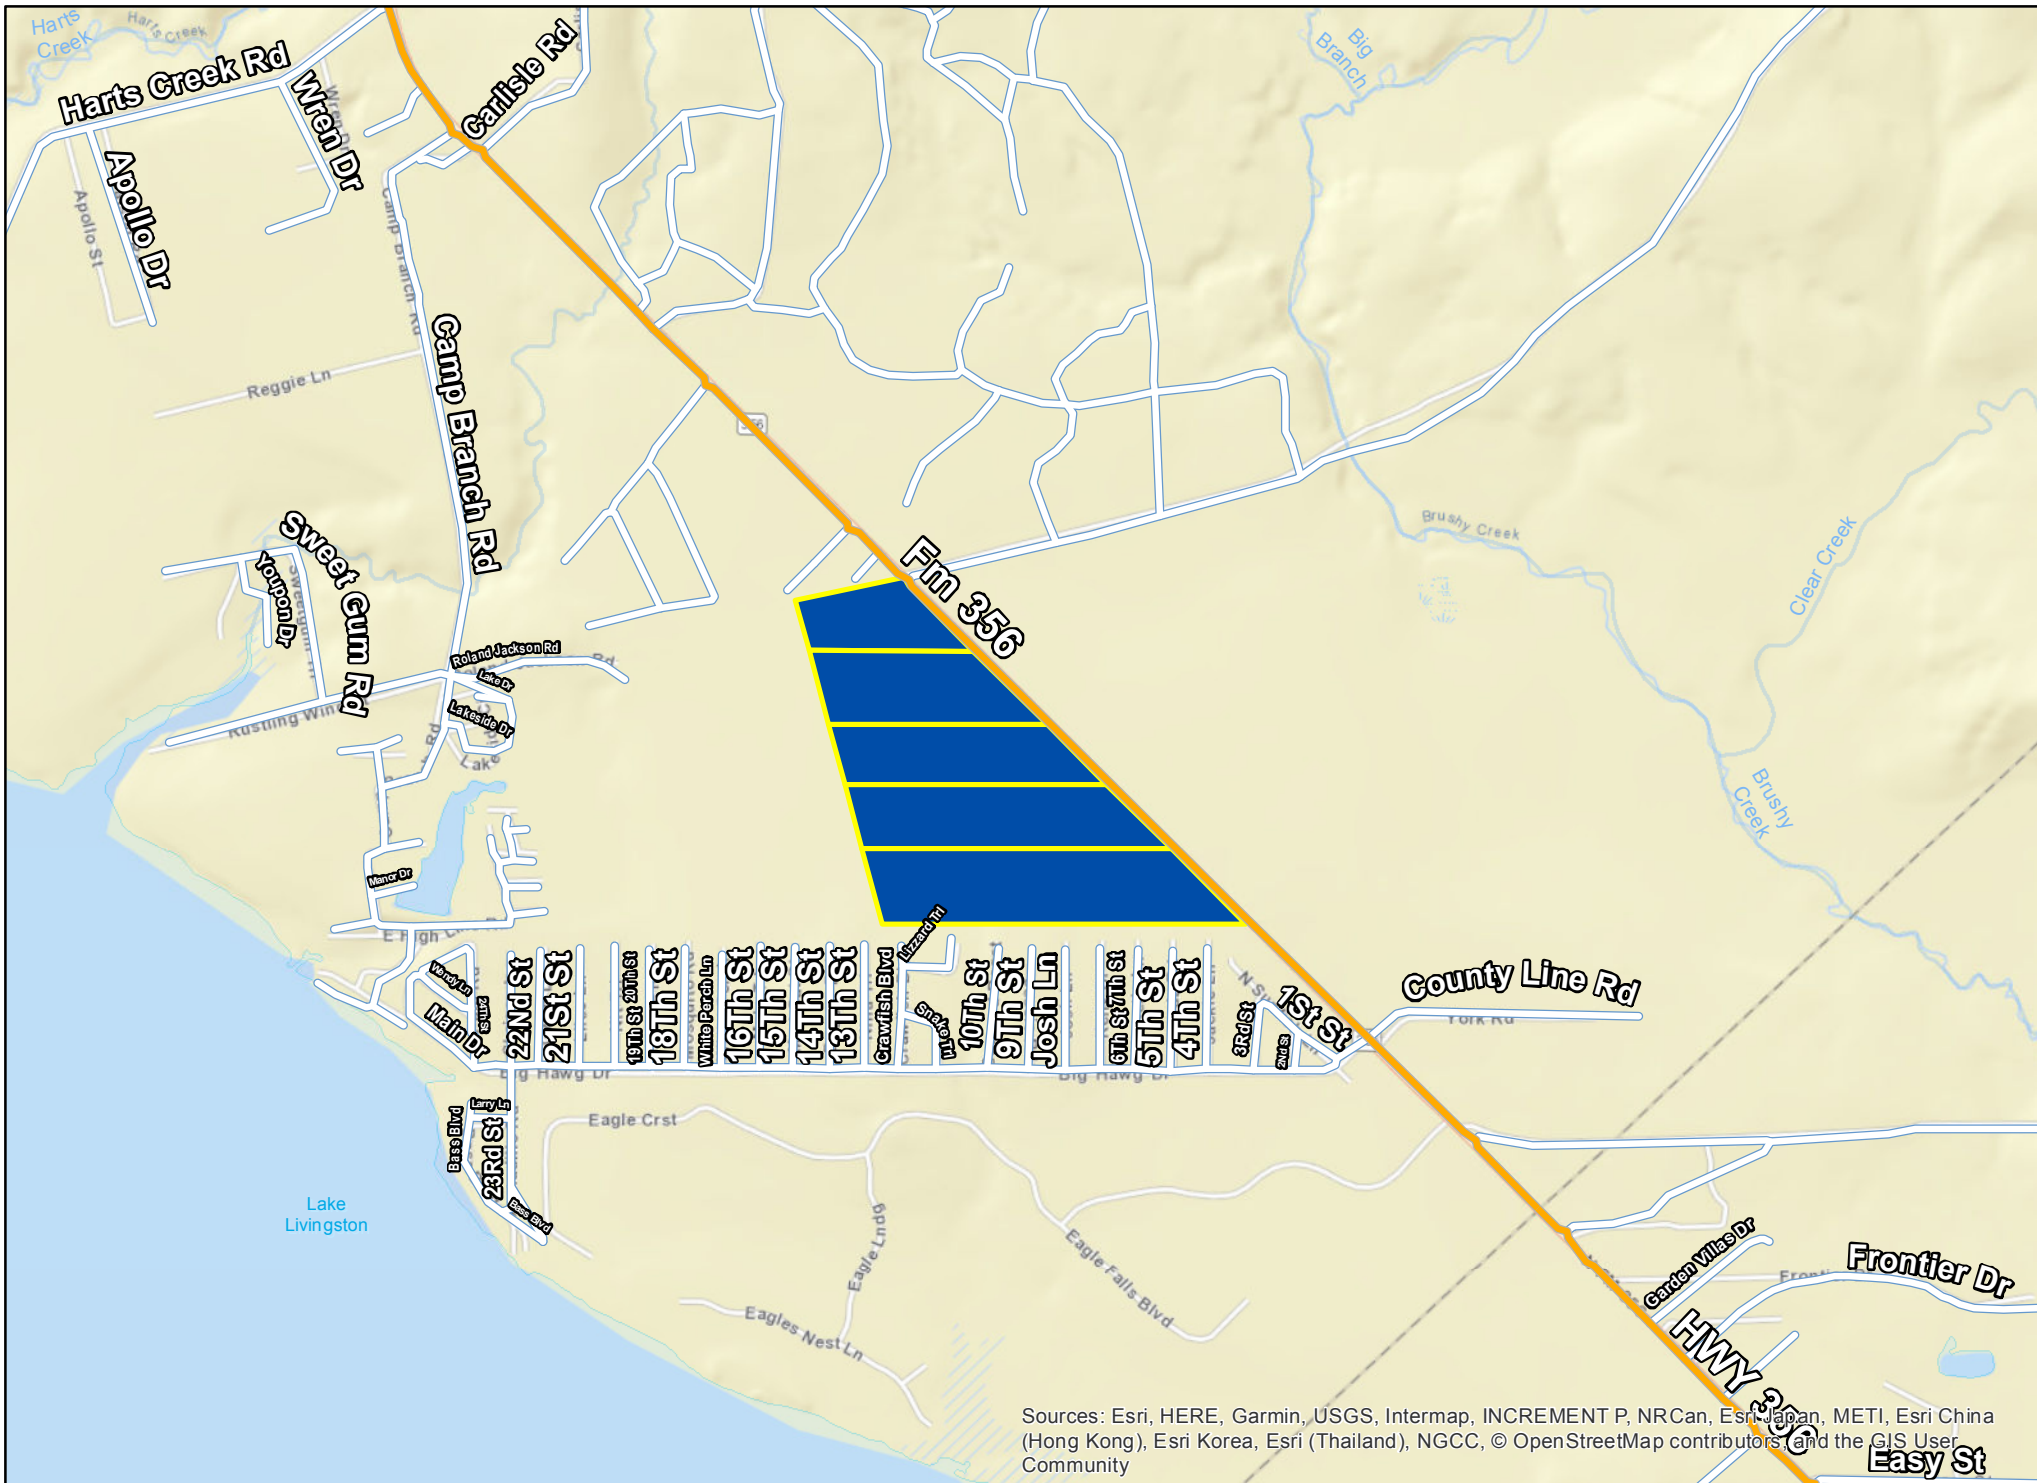 Harts
Creek
Harts Creek
Harts Creek Rd
Wren Dr
Wren Dr
Carlisle Rd
Big
Branch
Apollo Dr
Apollo St
Camp Branch Rd
Camp Branch Rd
Reggie Ln
356
Brushy Creek
Clear Creek
Brushy
Creek
Fm 356
Sweet Gum Rd
Youpon Dr
Roland Jackson Rd
Lake Dr
Lakeside Dr
Lake
Rustling Wind
Manor Dr
E High
Wendy Ln
24Th St
Main Dr
22Nd St
21St St
19Th St
20Th St
18Th St
White Perch Ln
16Th St
15Th St
14Th St
13Th St
Crawfish Blvd
Lizzard Trl
Snake Trl
10Th St
9Th St
Josh Ln
6Th St
7Th St
5Th St
4Th St
3Rd St
2Nd St
1St St
County Line Rd
York Rd
Big Hawg Dr
Big Hawg Dr
Larry Ln
Bass Blvd
23Rd St
Bass Blvd
Eagle Crst
Eagle Lndg
Eagle Falls Blvd
Eagles Nest Ln
Lake
Livingston
Garden Villas Dr
Frontier Dr
HWY 356
Easy St
Sources: Esri, HERE, Garmin, USGS, Intermap, INCREMENT P, NRCan, Esri Japan, METI, Esri China
(Hong Kong), Esri Korea, Esri (Thailand), NGCC, © OpenStreetMap contributors, and the GIS User
Community